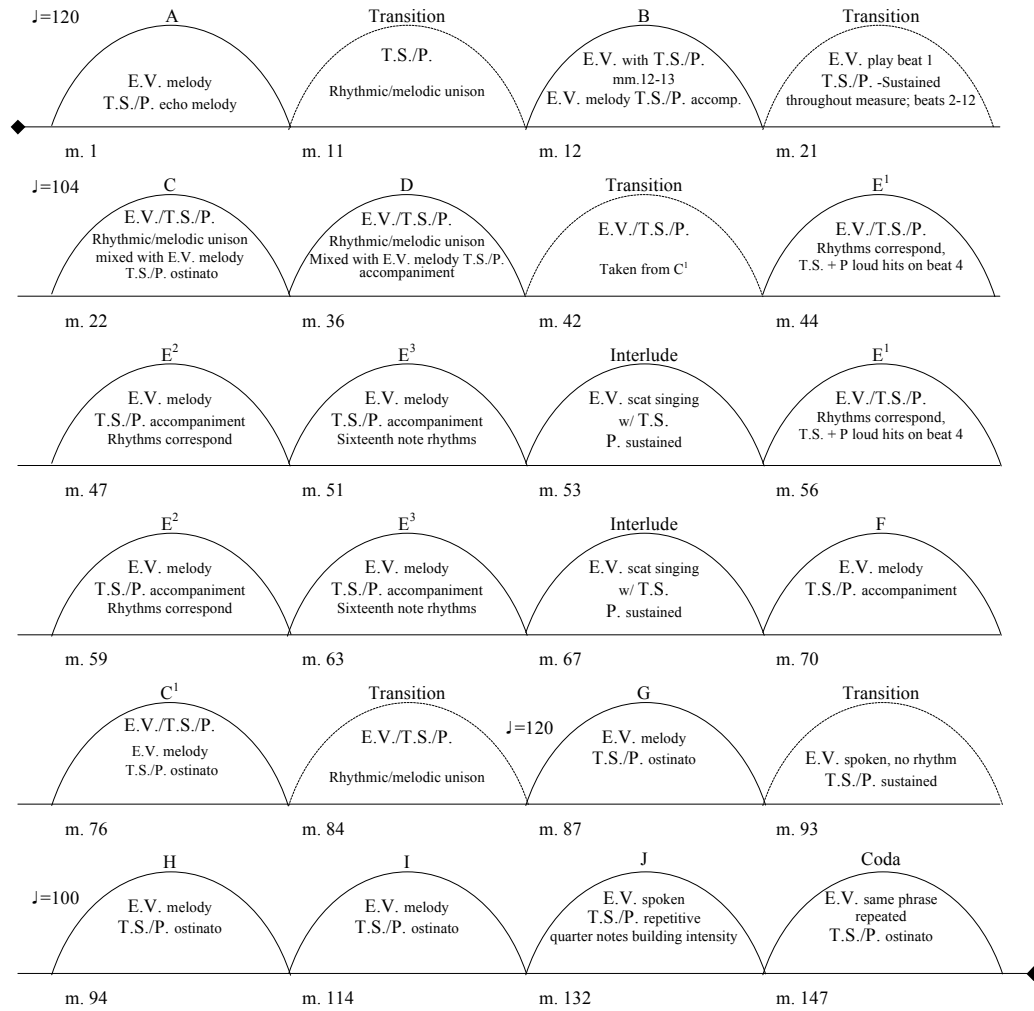 ♩=120
A
E.V. melody
T.S./P. echo melody
m. 1
Transition
T.S./P.
Rhythmic/melodic unison
m. 11
B
E.V. with T.S./P.
mm.12-13
E.V. melody T.S./P. accomp.
m. 12
Transition
E.V. play beat 1
T.S./P. -Sustained
throughout measure; beats 2-12
m. 21
♩=104
C
E.V./T.S./P.
Rhythmic/melodic unison
mixed with E.V. melody
T.S./P. ostinato
m. 22
D
E.V./T.S./P.
Rhythmic/melodic unison
Mixed with E.V. melody T.S./P.
accompaniment
m. 36
Transition
E.V./T.S./P.
Taken from C¹
m. 42
E¹
E.V./T.S./P.
Rhythms correspond,
T.S. + P loud hits on beat 4
m. 44
E²
E.V. melody
T.S./P. accompaniment
Rhythms correspond
m. 47
E³
E.V. melody
T.S./P. accompaniment
Sixteenth note rhythms
m. 51
Interlude
E.V. scat singing
w/ T.S.
P. sustained
m. 53
E¹
E.V./T.S./P.
Rhythms correspond,
T.S. + P loud hits on beat 4
m. 56
E²
E.V. melody
T.S./P. accompaniment
Rhythms correspond
m. 59
E³
E.V. melody
T.S./P. accompaniment
Sixteenth note rhythms
m. 63
Interlude
E.V. scat singing
w/ T.S.
P. sustained
m. 67
F
E.V. melody
T.S./P. accompaniment
m. 70
C¹
E.V./T.S./P.
E.V. melody
T.S./P. ostinato
m. 76
Transition
E.V./T.S./P.
Rhythmic/melodic unison
m. 84
♩=120
G
E.V. melody
T.S./P. ostinato
m. 87
Transition
E.V. spoken, no rhythm
T.S./P. sustained
m. 93
♩=100
H
E.V. melody
T.S./P. ostinato
m. 94
I
E.V. melody
T.S./P. ostinato
m. 114
J
E.V. spoken
T.S./P. repetitive
quarter notes building intensity
m. 132
Coda
E.V. same phrase
repeated
T.S./P. ostinato
m. 147